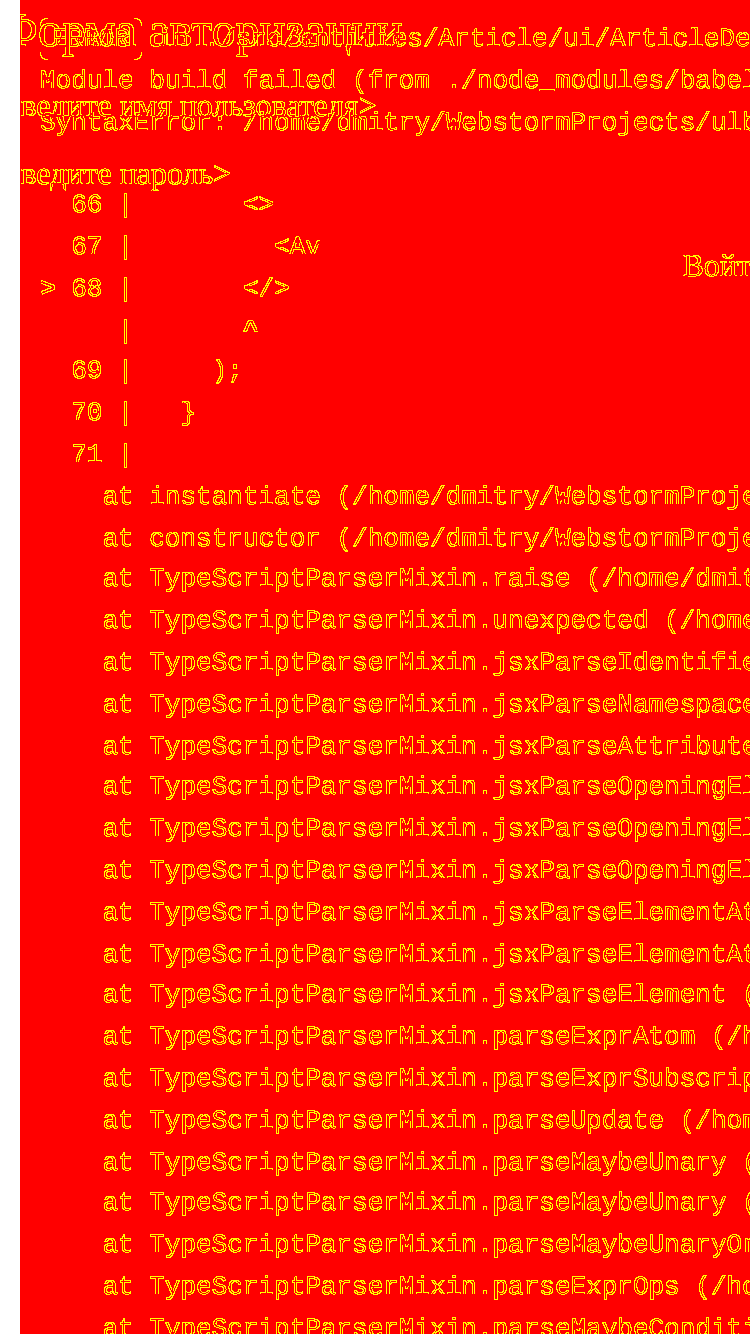 Форма авторизации
/src/entitites/Article/ui/ArticleDe
Module build failed (from ./node_modules/babel
ведите имя пользователя>
SyntaxError: /home/dmitry/WebstormProjects/ulb
ведите пароль>
66 |       <>
67 |         <Av
Войт
> 68 |       </>
|       ^
69 |     );
70 |   }
71 |
at instantiate (/home/dmitry/WebstormProje
at constructor (/home/dmitry/WebstormProje
at TypeScriptParserMixin.raise (/home/dmit
at TypeScriptParserMixin.unexpected (/home
at TypeScriptParserMixin.jsxParseIdentifie
at TypeScriptParserMixin.jsxParseNamespace
at TypeScriptParserMixin.jsxParseAttribute
at TypeScriptParserMixin.jsxParseOpeningEl
at TypeScriptParserMixin.jsxParseOpeningEl
at TypeScriptParserMixin.jsxParseOpeningEl
at TypeScriptParserMixin.jsxParseElementAt
at TypeScriptParserMixin.jsxParseElementAt
at TypeScriptParserMixin.jsxParseElement (
at TypeScriptParserMixin.parseExprAtom (/h
at TypeScriptParserMixin.parseExprSubscrip
at TypeScriptParserMixin.parseUpdate (/hom
at TypeScriptParserMixin.parseMaybeUnary (
at TypeScriptParserMixin.parseMaybeUnary (
at TypeScriptParserMixin.parseMaybeUnaryOr
at TypeScriptParserMixin.parseExprOps (/ho
at TypeScriptParserMixin.parseMaybeConditi